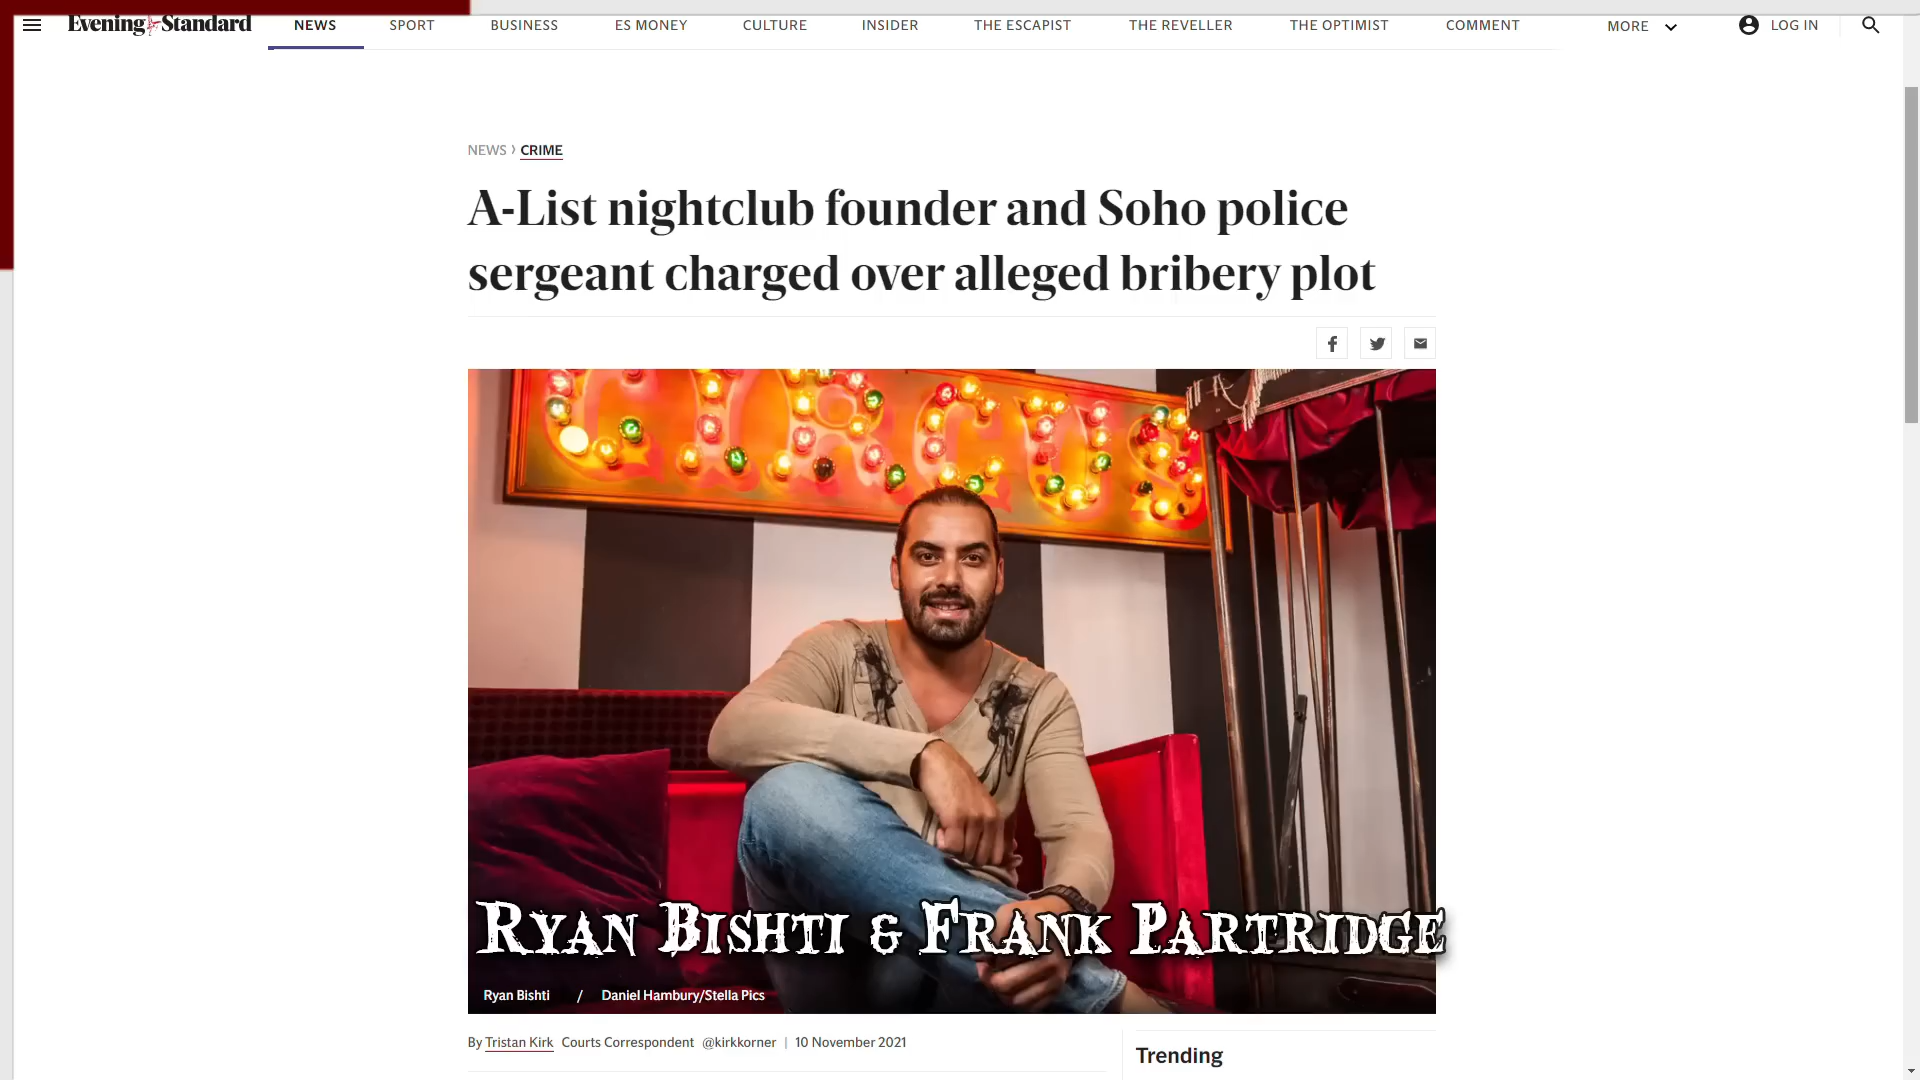 Evening Standard
NEWS
SPORT
BUSINESS
ES MONEY
CULTURE
INSIDER
THE ESCAPIST
THE REVELLER
THE OPTIMIST
COMMENT
MORE
LOG IN
NEWS › CRIME
A-List nightclub founder and Soho police
sergeant charged over alleged bribery plot
CIRCUS
RYAN BISHTI & FRANK PARTRIDGE
Ryan Bishti / Daniel Hambury/Stella Pics
By Tristan Kirk Courts Correspondent @kirkkorner | 10 November 2021
Trending